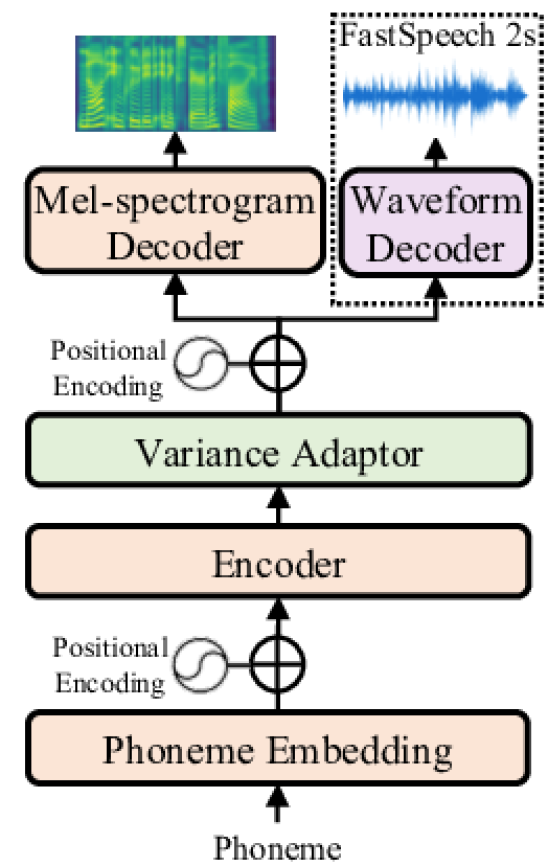 FastSpeech 2s
Mel-spectrogram
Decoder
Waveform
Decoder
Positional
Encoding
Variance Adaptor
Encoder
Positional
Encoding
Phoneme Embedding
Phoneme